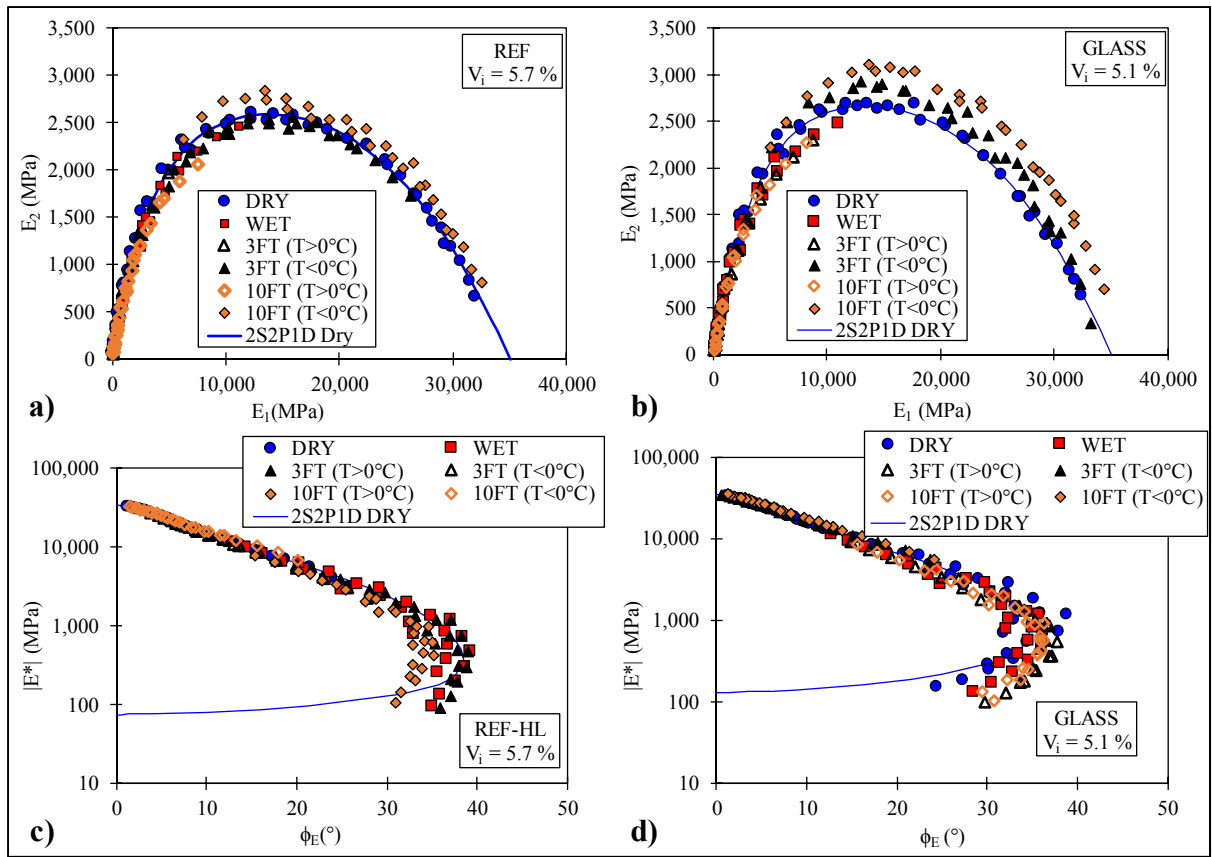 3,500
3,000
2,500
2,000
1,500
1,000
500
0
E2 (MPa)
REF
Vi = 5.7 %
DRY
WET
3FT (T>0°C)
3FT (T<0°C)
10FT (T>0°C)
10FT (T<0°C)
2S2P1D Dry
0 10,000 20,000 30,000 40,000
a)
E1(MPa)
3,500
3,000
2,500
2,000
1,500
1,000
500
0
E2 (MPa)
GLASS
Vi = 5.1 %
DRY
WET
3FT (T>0°C)
3FT (T<0°C)
10FT (T>0°C)
10FT (T<0°C)
2S2P1D DRY
0 10,000 20,000 30,000 40,000
b)
E1 (MPa)
DRY WET
3FT (T>0°C) 3FT (T<0°C)
10FT (T>0°C) 10FT (T<0°C)
2S2P1D DRY
100,000
10,000
1,000
100
10
|E*| (MPa)
REF-HL
Vi = 5.7 %
0 10 20 30 40 50
c)
ϕE(°)
DRY WET
3FT (T>0°C) 3FT (T<0°C)
10FT (T>0°C) 10FT (T<0°C)
2S2P1D DRY
100,000
10,000
1,000
100
10
|E*| (MPa)
GLASS
Vi = 5.1 %
0 10 20 30 40 50
d)
ϕE (°)